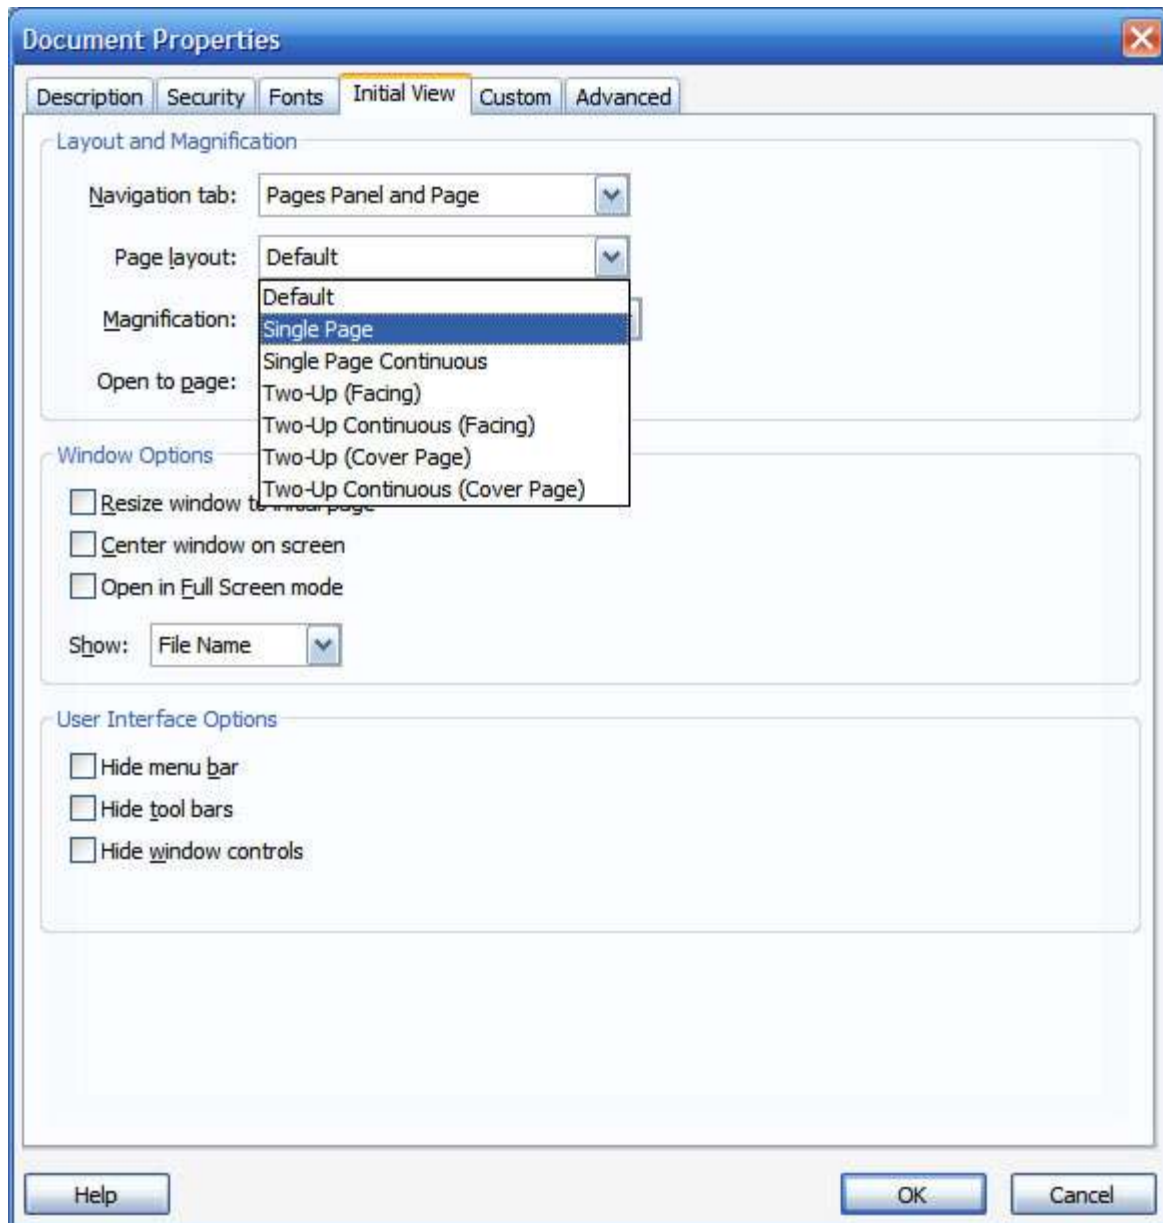 Document Properties
Description Security Fonts Initial View Custom Advanced
Layout and Magnification
Navigation tab: Pages Panel and Page
Page layout: Default
Default
Magnification:
Single Page
Single Page Continuous
Open to page:
Two-Up (Facing)
Two-Up Continuous (Facing)
Window Options
Two-Up (Cover Page)
Two-Up Continuous (Cover Page)
Resize window to initial page
Center window on screen
Open in Full Screen mode
Show: File Name
User Interface Options
Hide menu bar
Hide tool bars
Hide window controls
Help OK Cancel